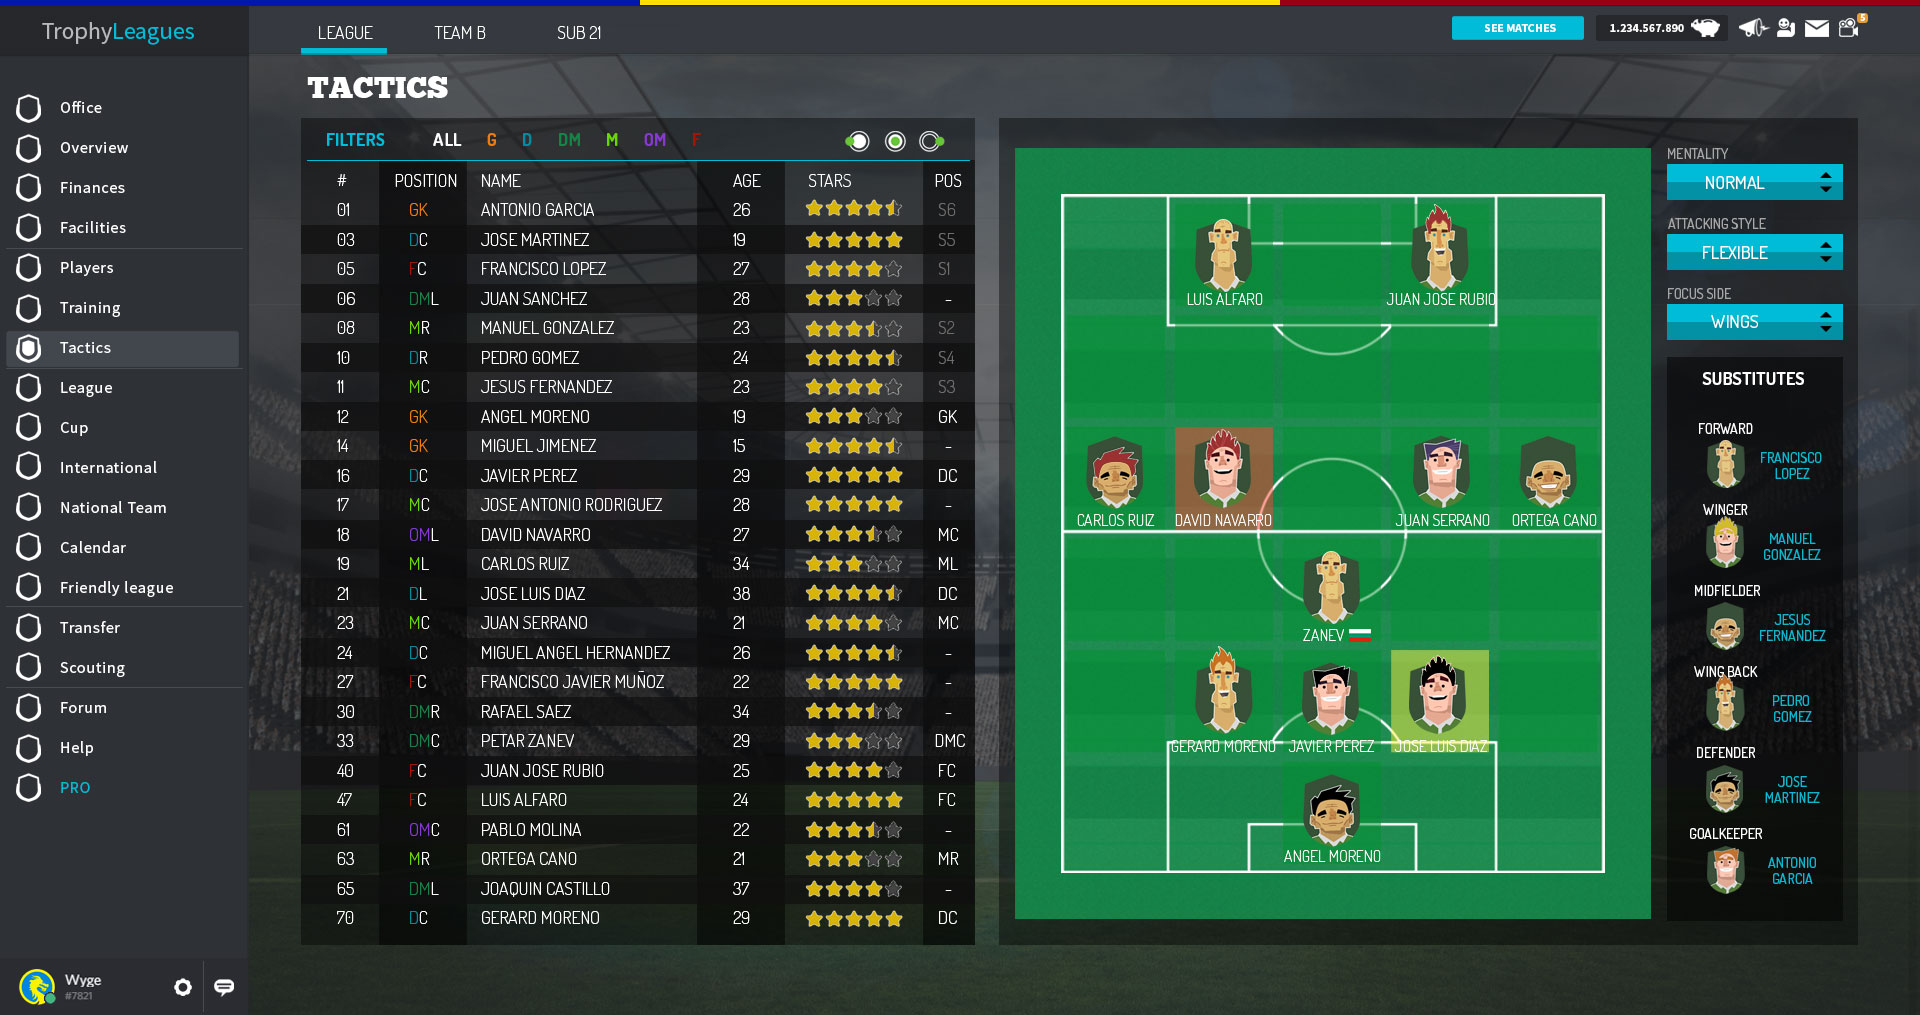 TrophyLeagues
LEAGUE TEAM B SUB 21
SEE MATCHES 1.234.567.890 5
Office
Overview
Finances
Facilities
Players
Training
Tactics
League
Cup
International
National Team
Calendar
Friendly league
Transfer
Scouting
Forum
Help
PRO
Wyge
#7821
TACTICS
FILTERS ALL G D DM M OM F
# POSITION NAME AGE STARS POS
01 GK ANTONIO GARCIA 26 S6
03 DC JOSE MARTINEZ 19 S5
05 FC FRANCISCO LOPEZ 27 S1
06 DML JUAN SANCHEZ 28 -
08 MR MANUEL GONZALEZ 23 S2
10 DR PEDRO GOMEZ 24 S4
11 MC JESUS FERNANDEZ 23 S3
12 GK ANGEL MORENO 19 GK
14 GK MIGUEL JIMENEZ 15 -
16 DC JAVIER PEREZ 29 DC
17 MC JOSE ANTONIO RODRIGUEZ 28 -
18 OML DAVID NAVARRO 27 MC
19 ML CARLOS RUIZ 34 ML
21 DL JOSE LUIS DIAZ 38 DC
23 MC JUAN SERRANO 21 MC
24 DC MIGUEL ANGEL HERNANDEZ 26 -
27 FC FRANCISCO JAVIER MUÑOZ 22 -
30 DMR RAFAEL SAEZ 34 -
33 DMC PETAR ZANEV 29 DMC
40 FC JUAN JOSE RUBIO 25 FC
47 FC LUIS ALFARO 24 FC
61 OMC PABLO MOLINA 22 -
63 MR ORTEGA CANO 21 MR
65 DML JOAQUIN CASTILLO 37 -
70 DC GERARD MORENO 29 DC
LUIS ALFARO JUAN JOSE RUBIO
CARLOS RUIZ DAVID NAVARRO JUAN SERRANO ORTEGA CANO
ZANEV
GERARD MORENO JAVIER PEREZ JOSE LUIS DIAZ
ANGEL MORENO
MENTALITY
NORMAL
ATTACKING STYLE
FLEXIBLE
FOCUS SIDE
WINGS
SUBSTITUTES
FORWARD
FRANCISCO
LOPEZ
WINGER
MANUEL
GONZALEZ
MIDFIELDER
JESUS
FERNANDEZ
WING BACK
PEDRO
GOMEZ
DEFENDER
JOSE
MARTINEZ
GOALKEEPER
ANTONIO
GARCIA